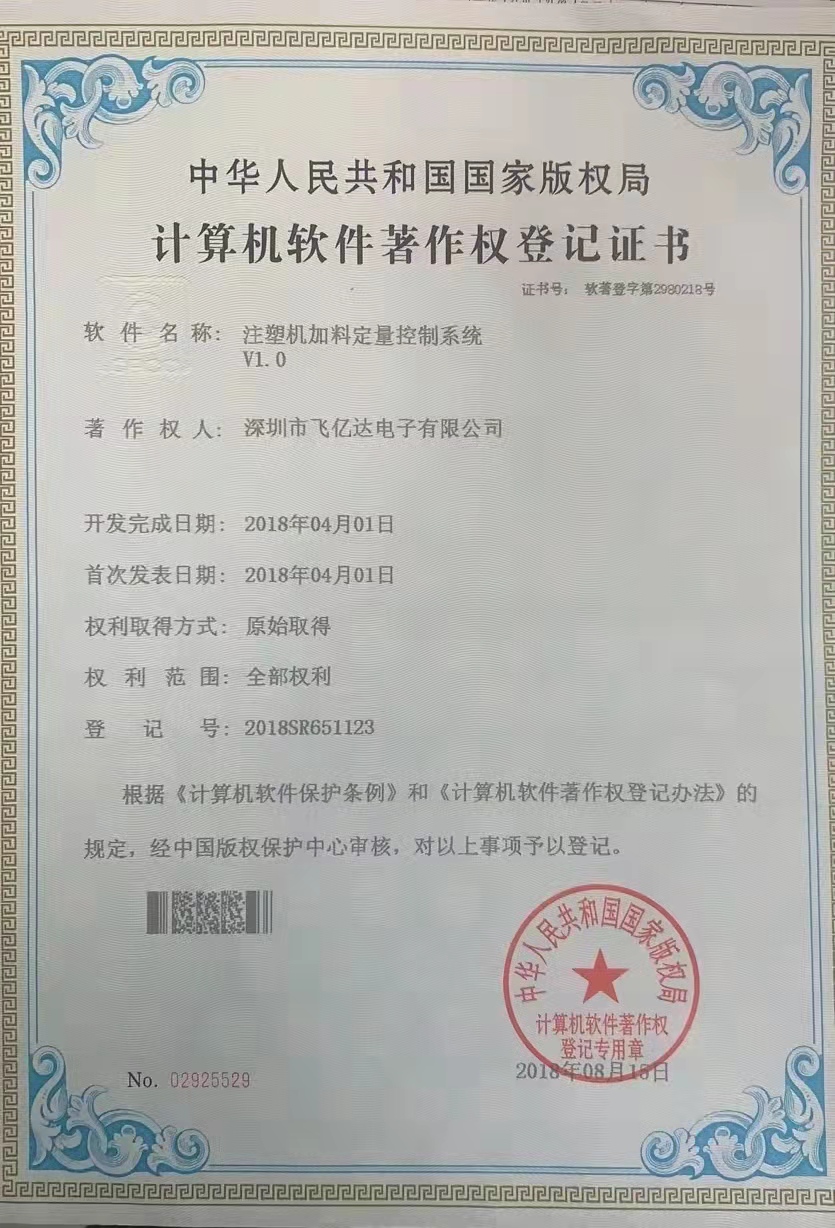 中华人民共和国国家版权局
计算机软件著作权登记证书
证书号： 软著登字第2980218号
软件名称： 注塑机加料定量控制系统
V1.0
著作权人： 深圳市飞亿达电子有限公司
开发完成日期： 2018年04月01日
首次发表日期： 2018年04月01日
权利取得方式： 原始取得
权利范围： 全部权利
登记号： 2018SR651123
根据《计算机软件保护条例》和《计算机软件著作权登记办法》的
规定，经中国版权保护中心审核，对以上事项予以登记。
中华人民共和国国家版权局
计算机软件著作权
登记专用章
2018年08月15日
No. 02925529